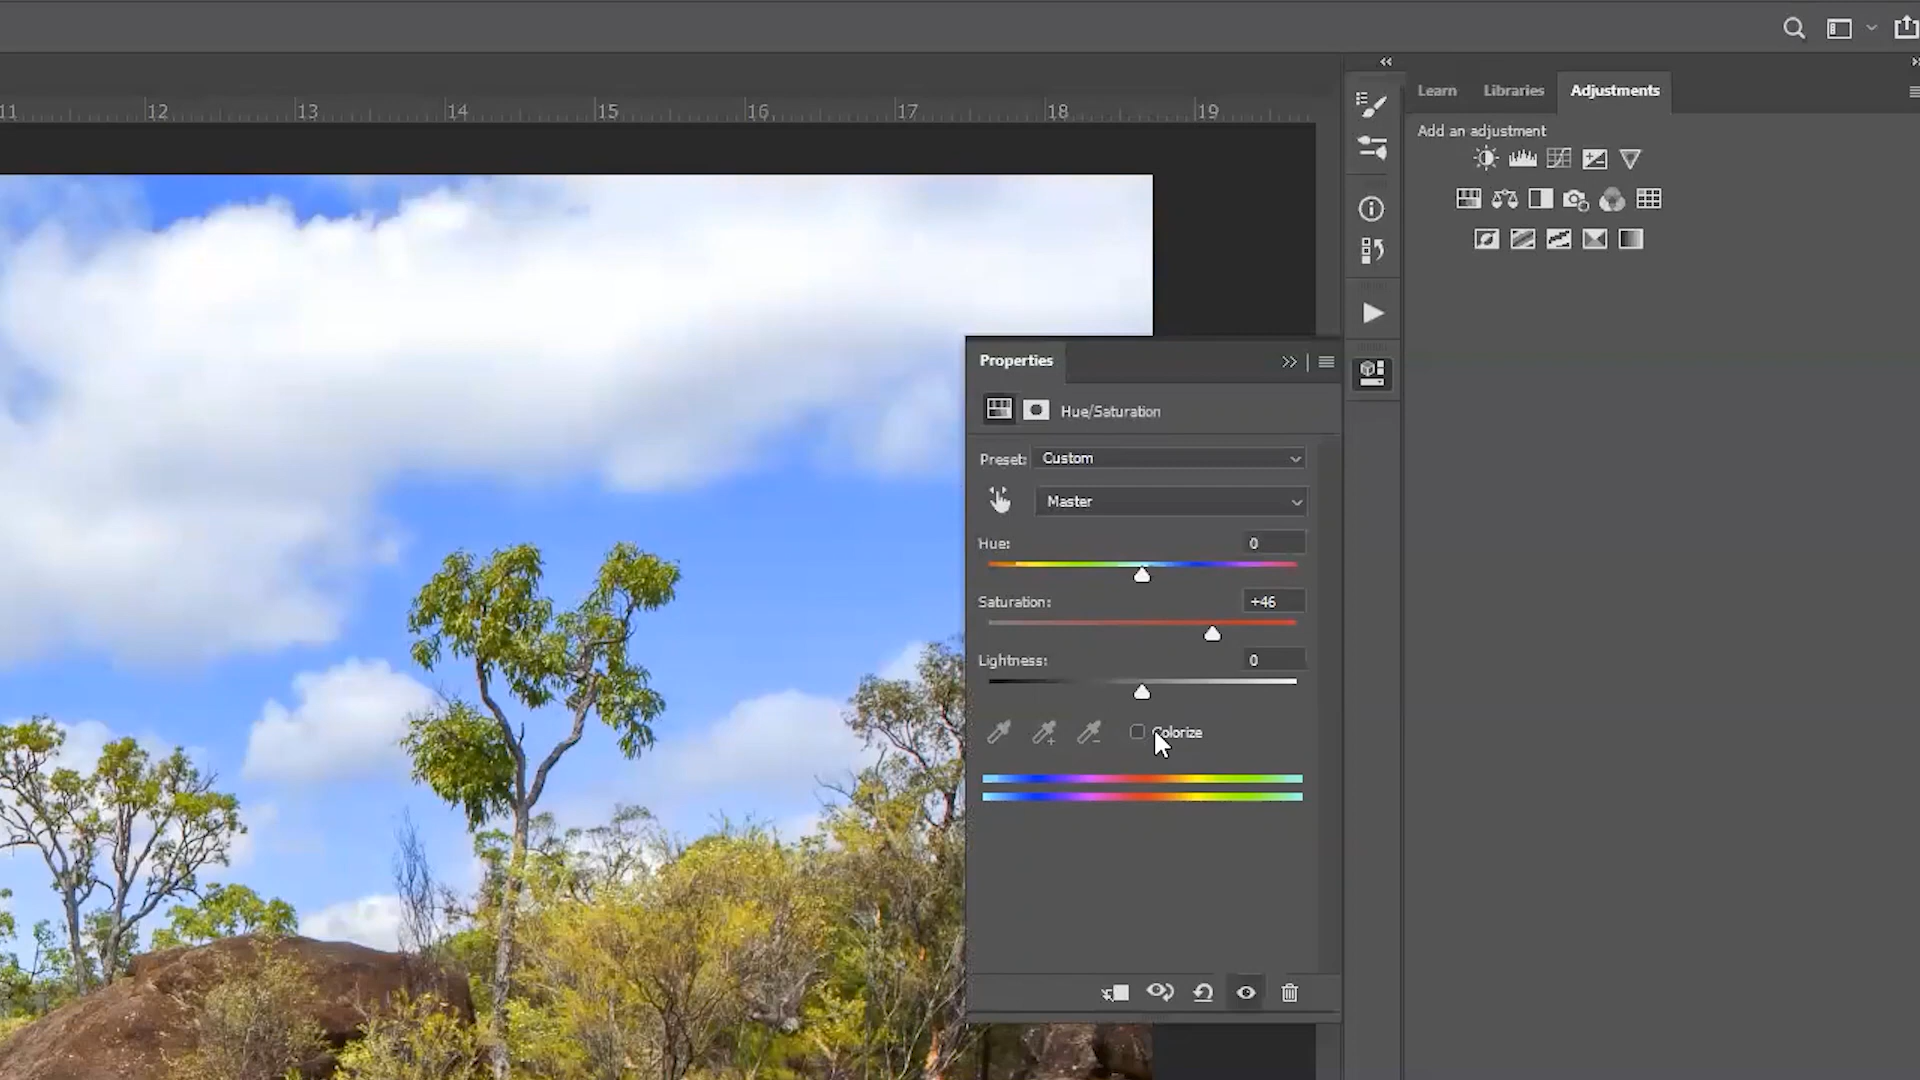 Learn Libraries Adjustments
Add an adjustment
11 12 13 14 15 16 17 18 19
Properties
Hue/Saturation
Preset: Custom
Master
Hue: 0
Saturation: +46
Lightness: 0
Colorize